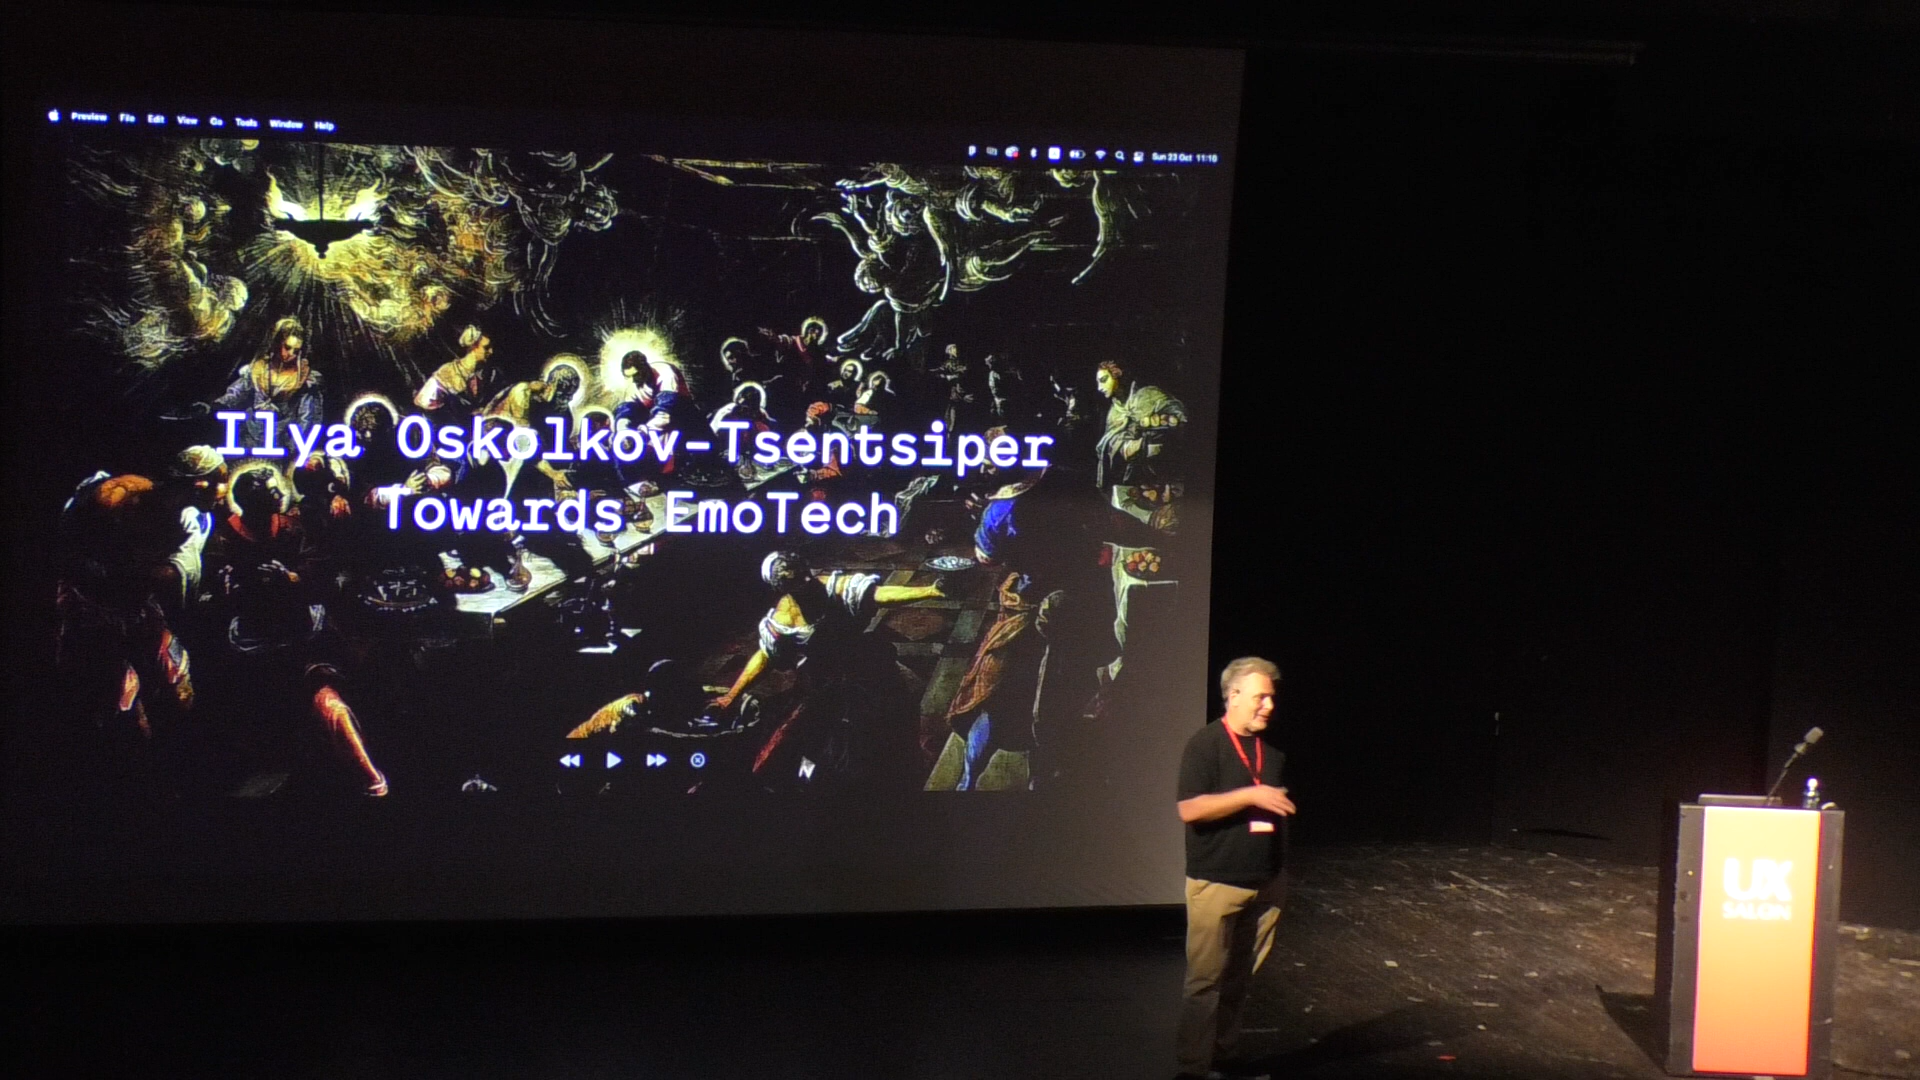 Preview File Edit View Go Tools Window Help
Sun 23 Oct 11:10
Ilya Oskolkov-Tsentsiper
Towards EmoTech
UX
SALON